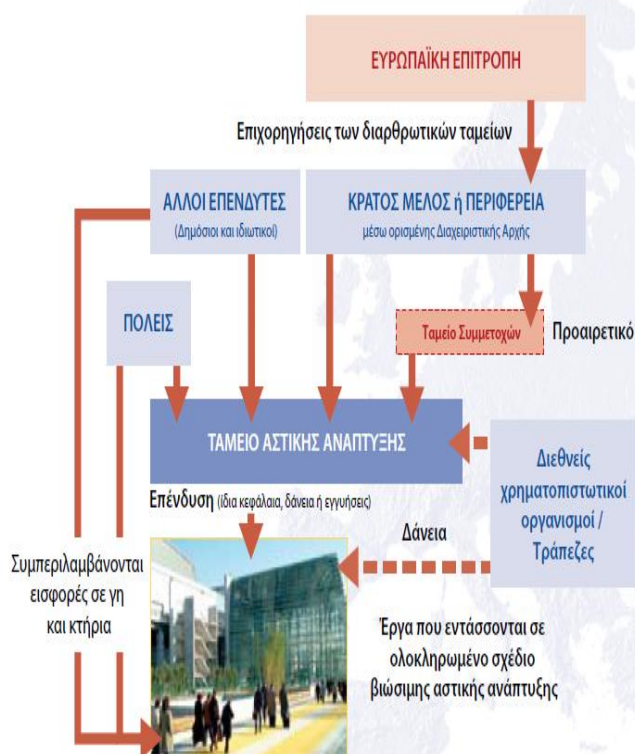 ΕΥΡΩΠΑΪΚΗ ΕΠΙΤΡΟΠΗ
Επιχορηγήσεις των διαρθρωτικών ταμείων
ΑΛΛΟΙ ΕΠΕΝΔΥΤΕΣ
(Δημόσιοι και ιδιωτικοί)
ΚΡΑΤΟΣ ΜΕΛΟΣ ή ΠΕΡΙΦΕΡΕΙΑ
μέσω ορισμένης Διαχειριστικής Αρχής
ΠΟΛΕΙΣ
Ταμείο Συμμετοχών
Προαιρετικό
ΤΑΜΕΙΟ ΑΣΤΙΚΗΣ ΑΝΑΠΤΥΞΗΣ
Διεθνείς
χρηματοπιστωτικοί
οργανισμοί /
Τράπεζες
Επένδυση (ίδια κεφάλαια, δάνεια ή εγγυήσεις)
Δάνεια
Συμπεριλαμβάνονται
εισφορές σε γη
και κτήρια
Έργα που εντάσσονται σε
ολοκληρωμένο σχέδιο
βιώσιμης αστικής ανάπτυξης